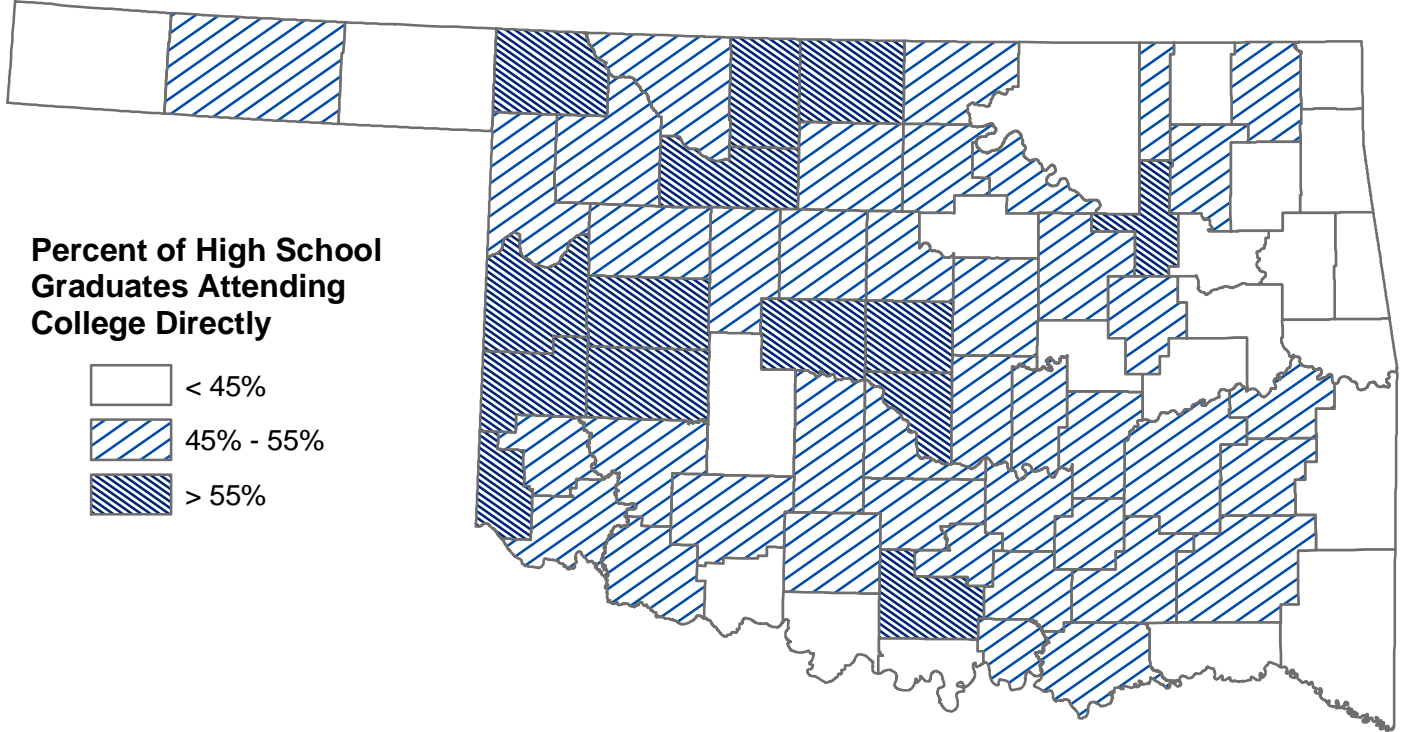 Percent of High School
Graduates Attending
College Directly
< 45%
45% - 55%
> 55%